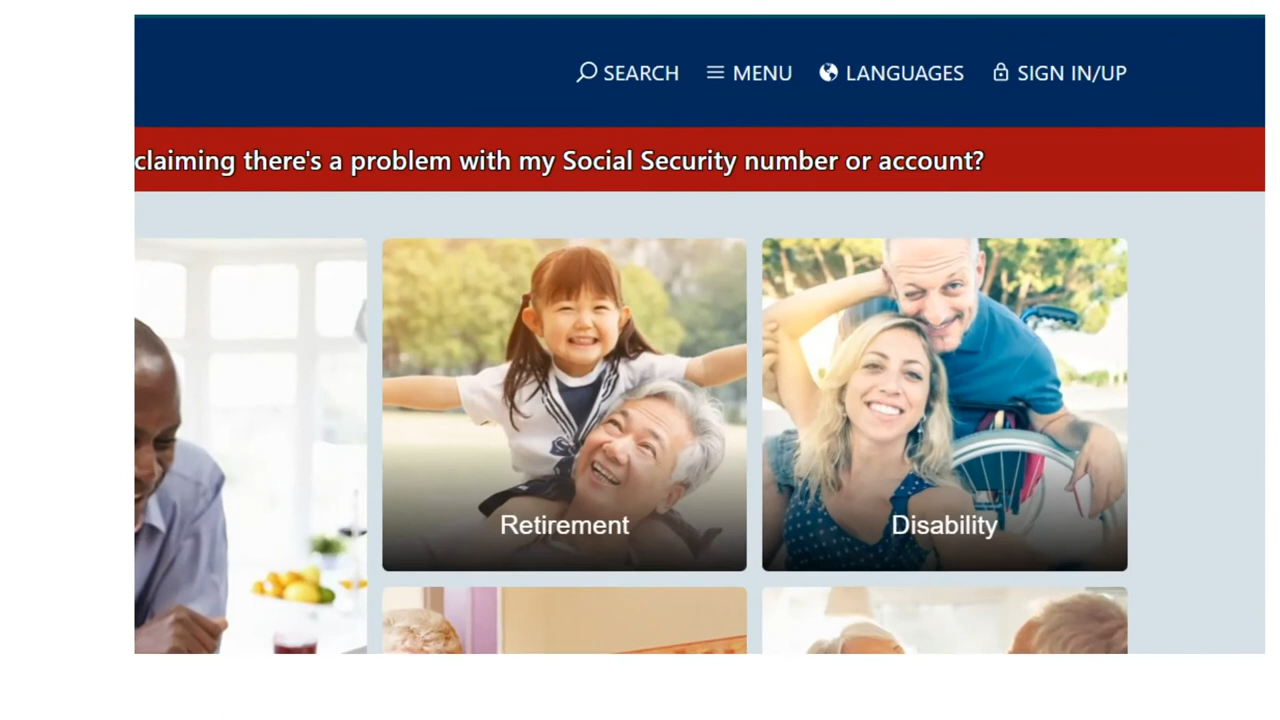 SEARCH MENU LANGUAGES SIGN IN/UP
claiming there's a problem with my Social Security number or account?
Retirement Disability